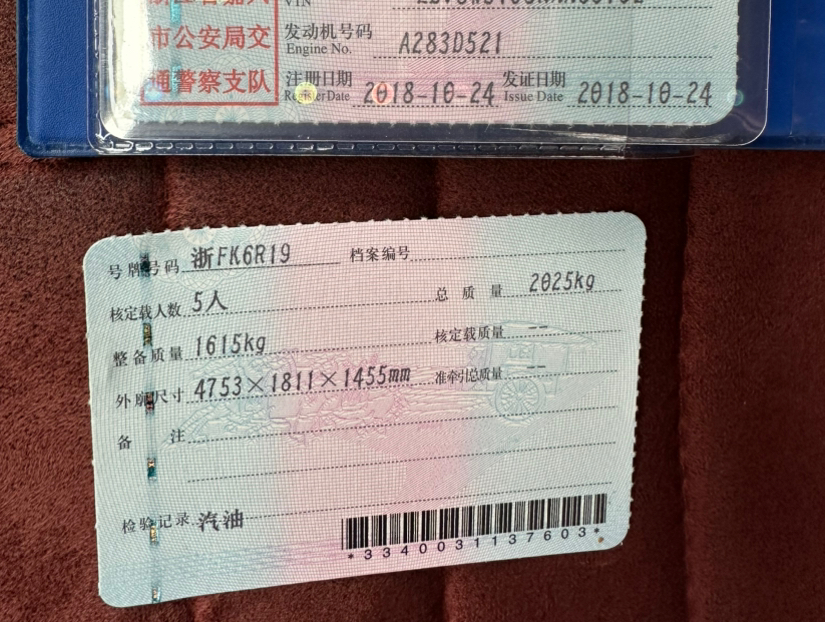 VIN
市公安局交
通警察支队
发动机号码
Engine No.
A283D521
注册日期
Register Date
2018-10-24
发证日期
Issue Date
2018-10-24
号牌号码 浙FK6R19 档案编号
核定载人数 5人 总质量 2025kg
整备质量 1615kg 核定载质量 --
外廓尺寸 4753×1811×1455mm 准牵引总质量 --
备注
检验记录 汽油
*3340031137603*